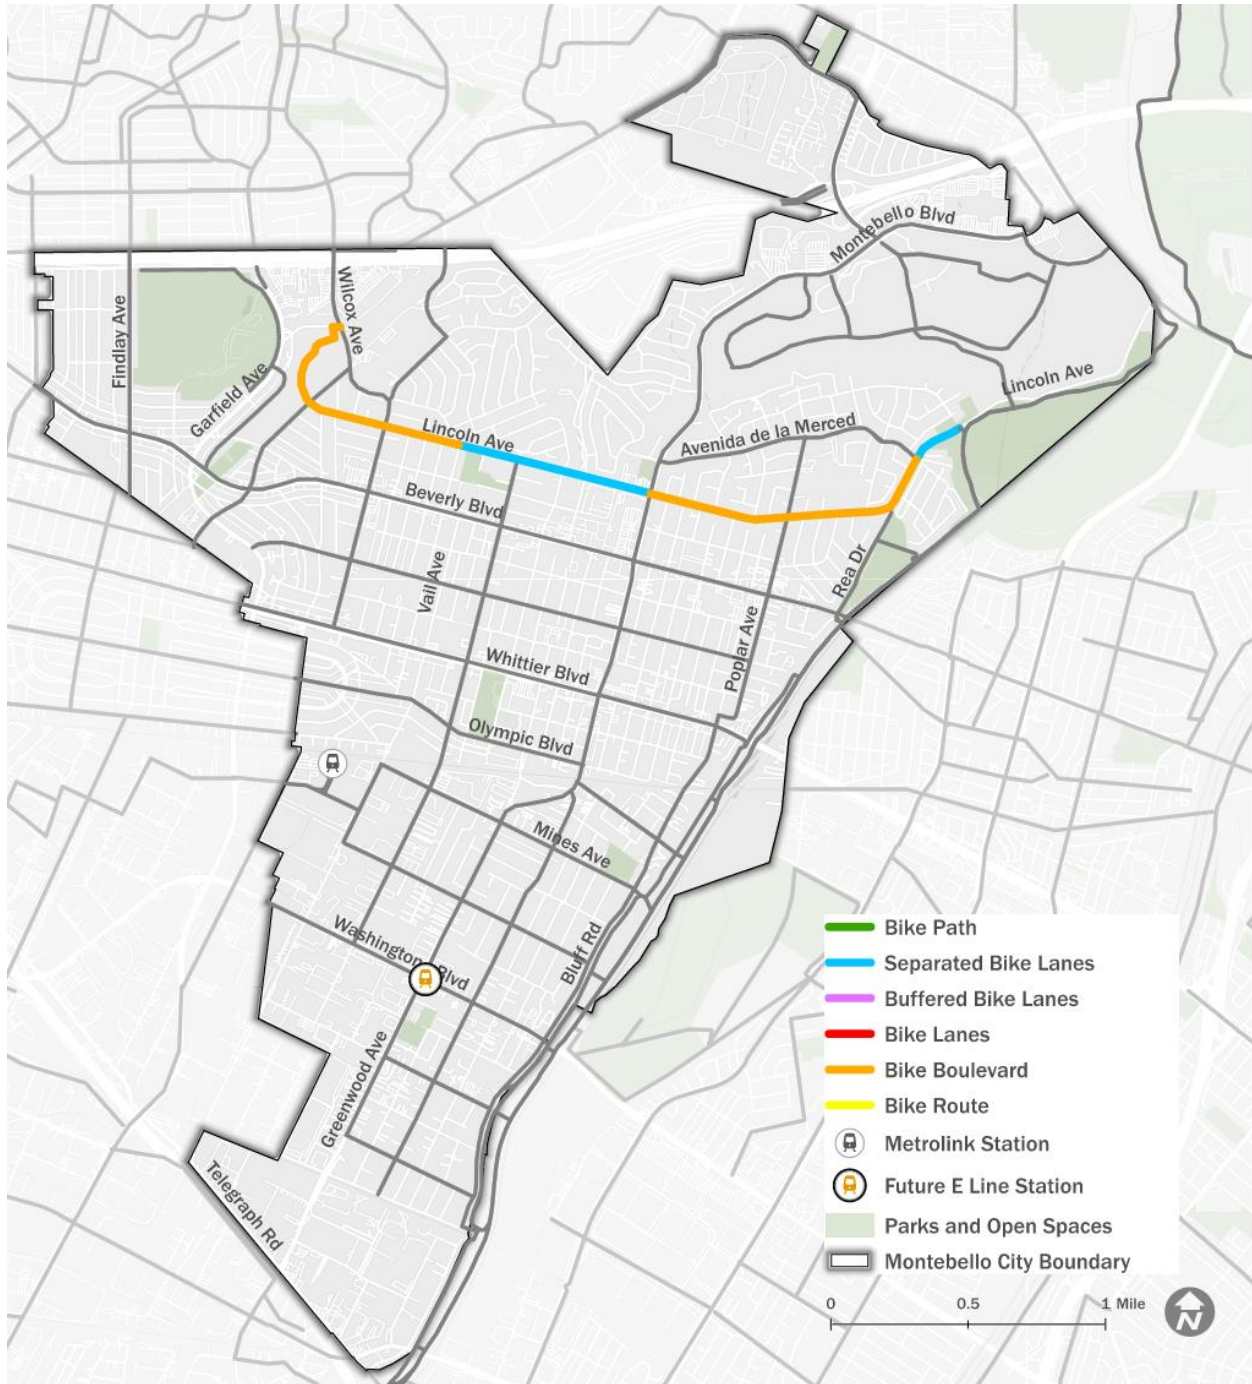 Montebello Blvd
Wilcox Ave
Findlay Ave
Garfield Ave
Lincoln Ave
Lincoln Ave
Avenida de la Merced
Beverly Blvd
Vail Ave
Rea Dr
Poplar Ave
Whittier Blvd
Olympic Blvd
Mines Ave
Washington Blvd
Bluff Rd
Greenwood Ave
Telegraph Rd
Bike Path
Separated Bike Lanes
Buffered Bike Lanes
Bike Lanes
Bike Boulevard
Bike Route
Metrolink Station
Future E Line Station
Parks and Open Spaces
Montebello City Boundary
0 0.5 1 Mile
N